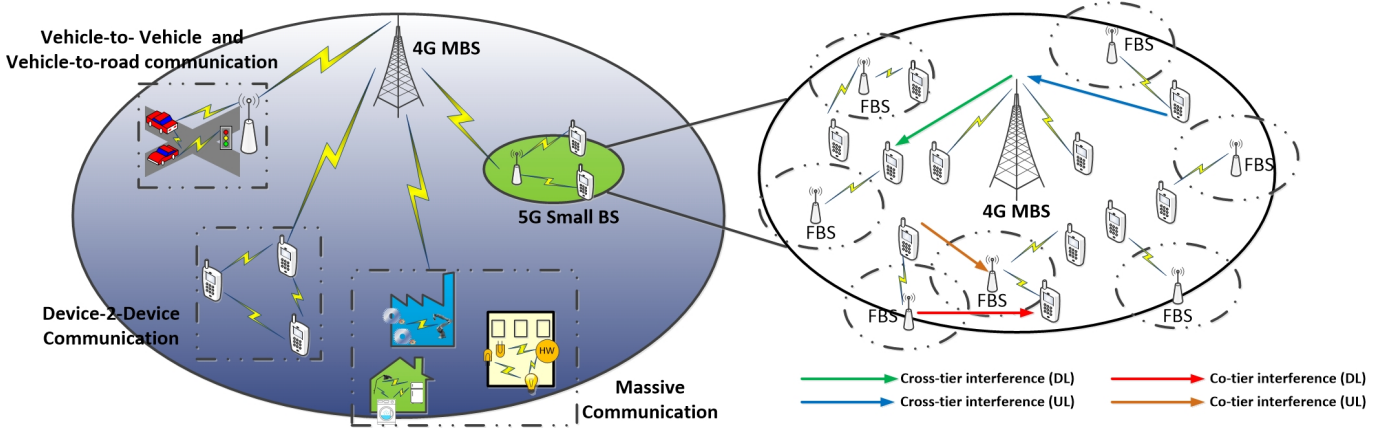 Vehicle-to- Vehicle and
Vehicle-to-road communication
4G MBS
5G Small BS
Device-2-Device
Communication
HW
V
Massive
Communication
FBS
FBS
FBS
FBS
4G MBS
FBS
FBS
FBS
Cross-tier interference (DL)
Cross-tier interference (UL)
Co-tier interference (DL)
Co-tier interference (UL)